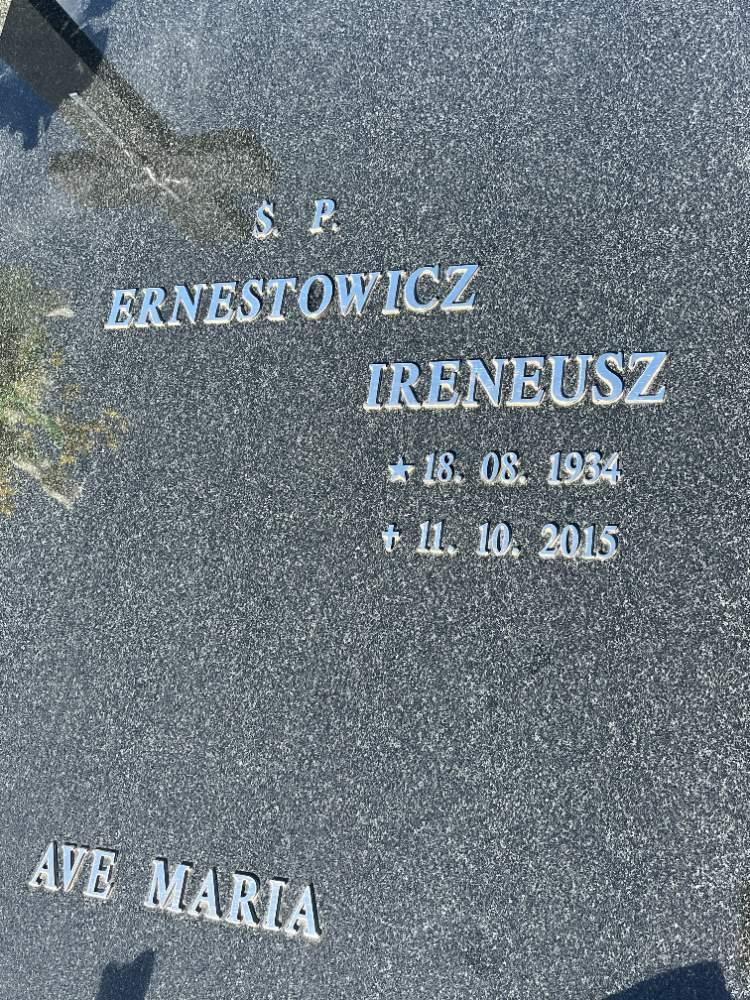 Ś. P.
ERNESTOWICZ
IRENEUSZ
★ 18. 08. 1934
✝ 11. 10. 2015
AVE MARIA